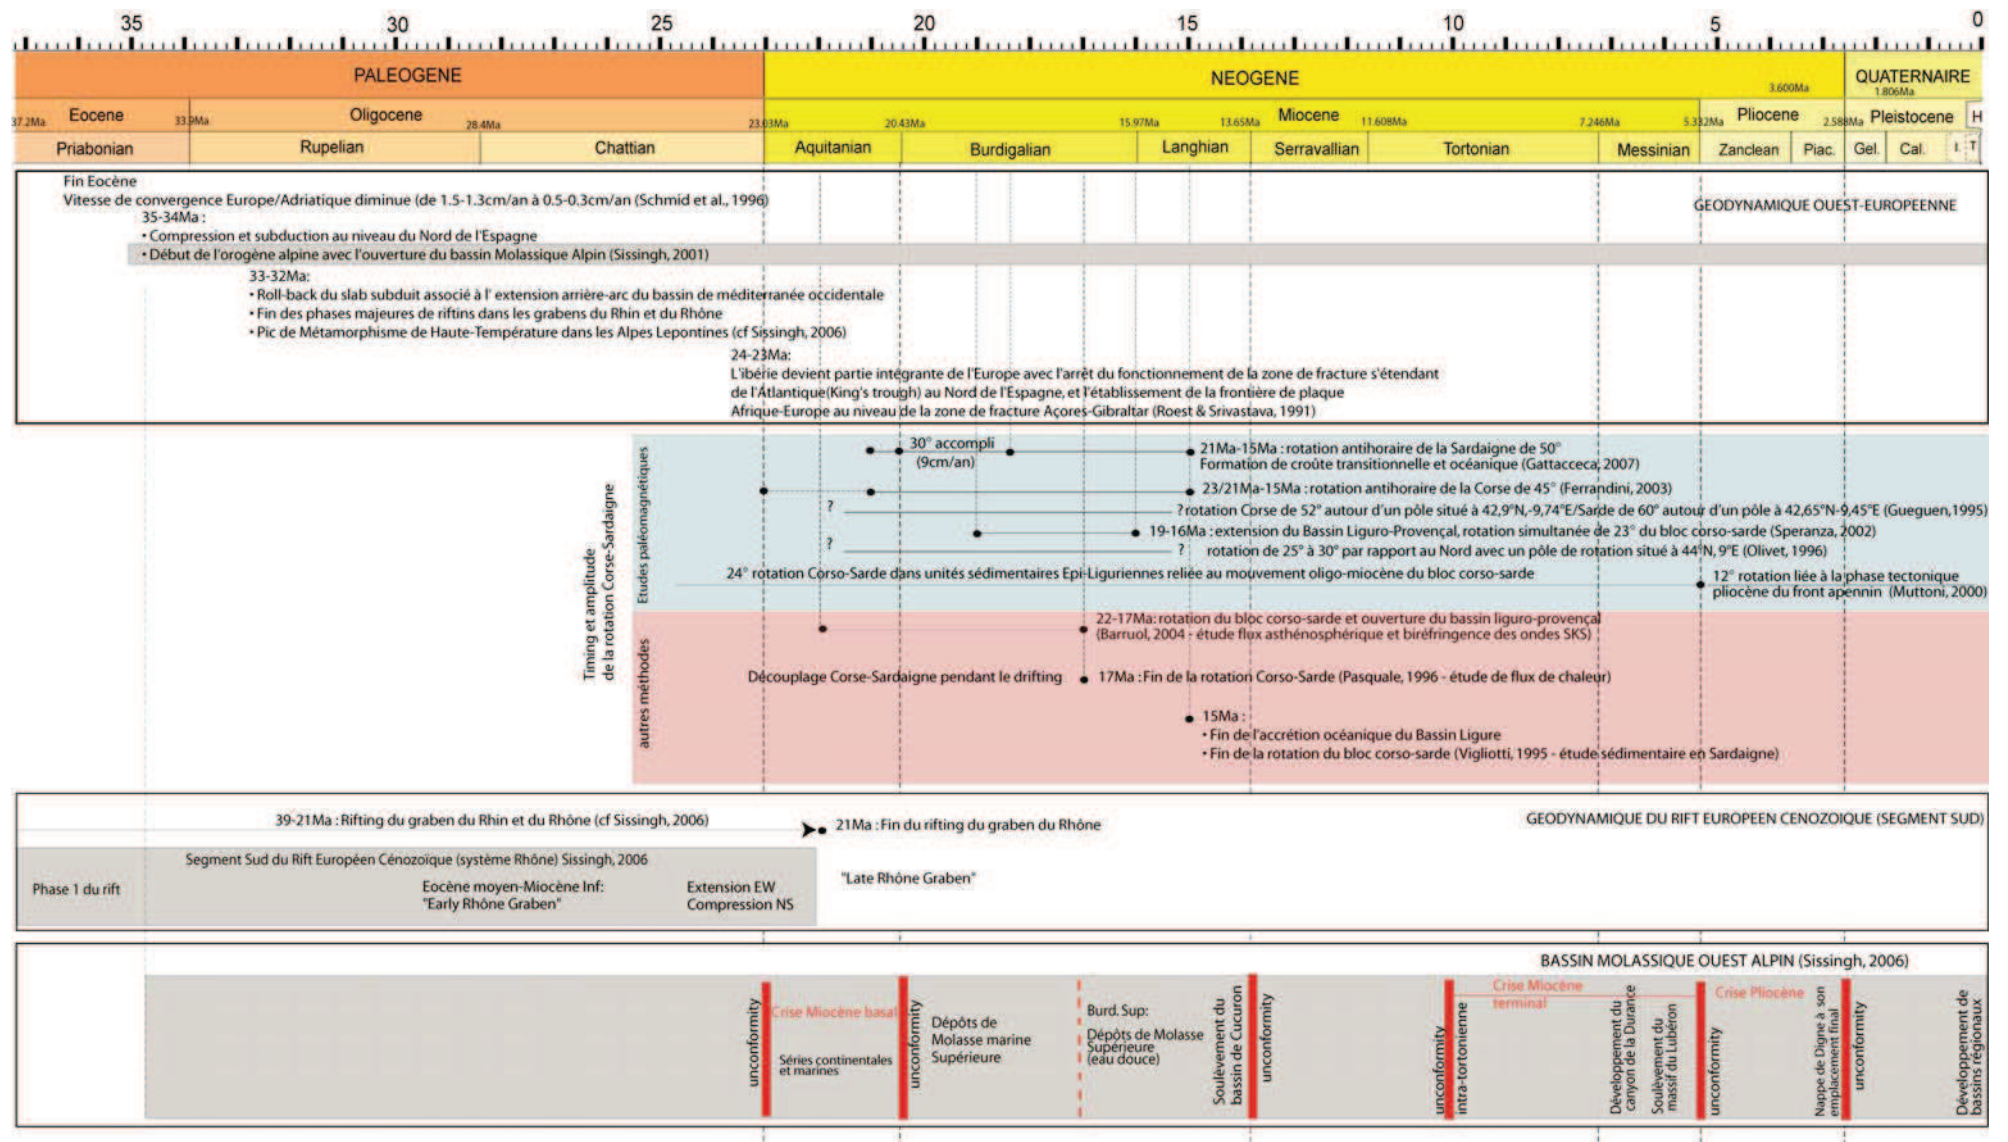 35 30 25 20 15 10 5 0
PALEOGENE NEOGENE QUATERNAIRE
3.600Ma 1.806Ma
Eocene Oligocene Miocene Pliocene Pleistocene H
37.2Ma 33.9Ma 28.4Ma 23.03Ma 20.43Ma 15.97Ma 13.65Ma 11.608Ma 7.246Ma 5.332Ma 2.588Ma
Priabonian Rupelian Chattian Aquitanian Burdigalian Langhian Serravallian Tortonian Messinian Zanclean Piac. Gel. Cal. I. T
Fin Eocène
Vitesse de convergence Europe/Adriatique diminue (de 1.5-1.3cm/an à 0.5-0.3cm/an (Schmid et al., 1996)
GEODYNAMIQUE OUEST-EUROPEENNE
35-34Ma :
• Compression et subduction au niveau du Nord de l'Espagne
• Début de l'orogène alpine avec l'ouverture du bassin Molassique Alpin (Sissingh, 2001)
33-32Ma:
• Roll-back du slab subduit associé à l' extension arrière-arc du bassin de méditerranée occidentale
• Fin des phases majeures de riftins dans les grabens du Rhin et du Rhône
• Pic de Métamorphisme de Haute-Température dans les Alpes Lepontines (cf Sissingh, 2006)
24-23Ma:
L'ibérie devient partie intégrante de l'Europe avec l'arrêt du fonctionnement de la zone de fracture s'étendant
de l'Atlantique(King's trough) au Nord de l'Espagne, et l'établissement de la frontière de plaque
Afrique-Europe au niveau de la zone de fracture Açores-Gibraltar (Roest & Srivastava, 1991)
Timing et amplitude
de la rotation Corse-Sardaigne
Etudes paléomagnétiques
30° accompli
(9cm/an)
21Ma-15Ma : rotation antihoraire de la Sardaigne de 50°
Formation de croûte transitionnelle et océanique (Gattacceca, 2007)
23/21Ma-15Ma : rotation antihoraire de la Corse de 45° (Ferrandini, 2003)
? ? rotation Corse de 52° autour d'un pôle situé à 42,9°N,-9,74°E/Sarde de 60° autour d'un pôle à 42,65°N-9,45°E (Gueguen, 1995)
19-16Ma : extension du Bassin Liguro-Provençal, rotation simultanée de 23° du bloc corso-sarde (Speranza, 2002)
? ? rotation de 25° à 30° par rapport au Nord avec un pôle de rotation situé à 44°N, 9°E (Olivet, 1996)
24° rotation Corso-Sarde dans unités sédimentaires Epi-Liguriennes reliée au mouvement oligo-miocène du bloc corso-sarde
12° rotation liée à la phase tectonique
pliocène du front apennin (Muttoni, 2000)
autres méthodes
22-17Ma: rotation du bloc corso-sarde et ouverture du bassin liguro-provençal
(Barruol, 2004 - étude flux asthénosphérique et biréfringence des ondes SKS)
Découplage Corse-Sardaigne pendant le drifting
17Ma : Fin de la rotation Corso-Sarde (Pasquale, 1996 - étude de flux de chaleur)
15Ma :
• Fin de l'accrétion océanique du Bassin Ligure
• Fin de la rotation du bloc corso-sarde (Vigliotti, 1995 - étude sédimentaire en Sardaigne)
39-21Ma : Rifting du graben du Rhin et du Rhône (cf Sissingh, 2006)
21Ma : Fin du rifting du graben du Rhône
GEODYNAMIQUE DU RIFT EUROPEEN CENOZOIQUE (SEGMENT SUD)
Segment Sud du Rift Européen Cénozoïque (système Rhône) Sissingh, 2006
Phase 1 du rift
Eocène moyen-Miocène Inf:
"Early Rhône Graben"
Extension EW
Compression NS
"Late Rhône Graben"
BASSIN MOLASSIQUE OUEST ALPIN (Sissingh, 2006)
unconformity
Crise Miocène basal
Séries continentales
et marines
unconformity
Dépôts de
Molasse marine
Supérieure
Burd. Sup:
Dépôts de Molasse
Supérieure
(eau douce)
Soulèvement du
bassin de Cucuron
unconformity
unconformity
intra-tortonienne
Crise Miocène
terminal
Développement du
canyon de la Durance
Soulèvement du
massif du Lubéron
unconformity
Crise Pliocène
Nappe de Digne à son
emplacement final
unconformity
Développement de
bassins régionaux